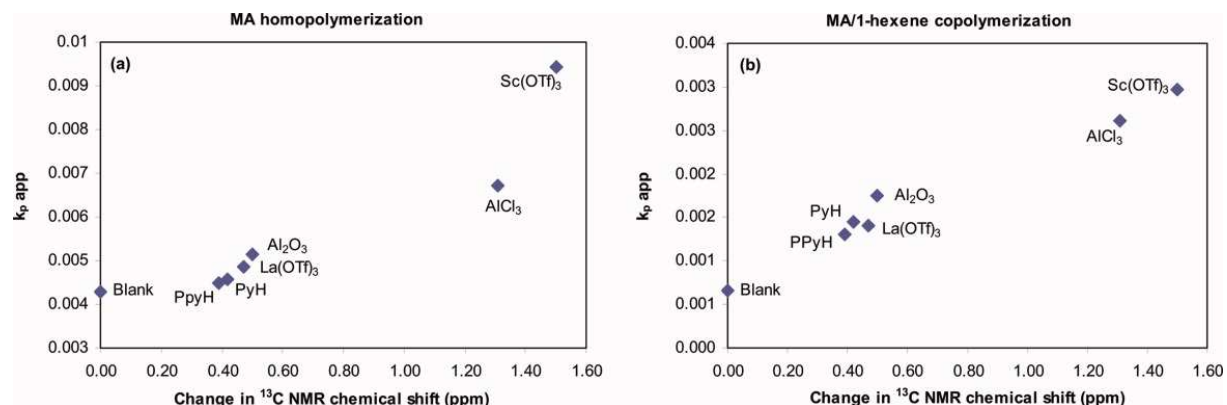 MA homopolymerization
0.01
0.009
0.008
0.007
0.006
0.005
0.004
0.003
kₚ app
(a)
Sc(OTf)₃
AlCl₃
Al₂O₃
La(OTf)₃
PpyH
PyH
Blank
0.00 0.20 0.40 0.60 0.80 1.00 1.20 1.40 1.60
Change in ¹³C NMR chemical shift (ppm)
MA/1-hexene copolymerization
0.004
0.003
0.003
0.002
0.002
0.001
0.001
0.000
kₚ app
(b)
Sc(OTf)₃
AlCl₃
Al₂O₃
PyH
La(OTf)₃
PPyH
Blank
0.00 0.20 0.40 0.60 0.80 1.00 1.20 1.40 1.60
Change in ¹³C NMR chemical shift (ppm)